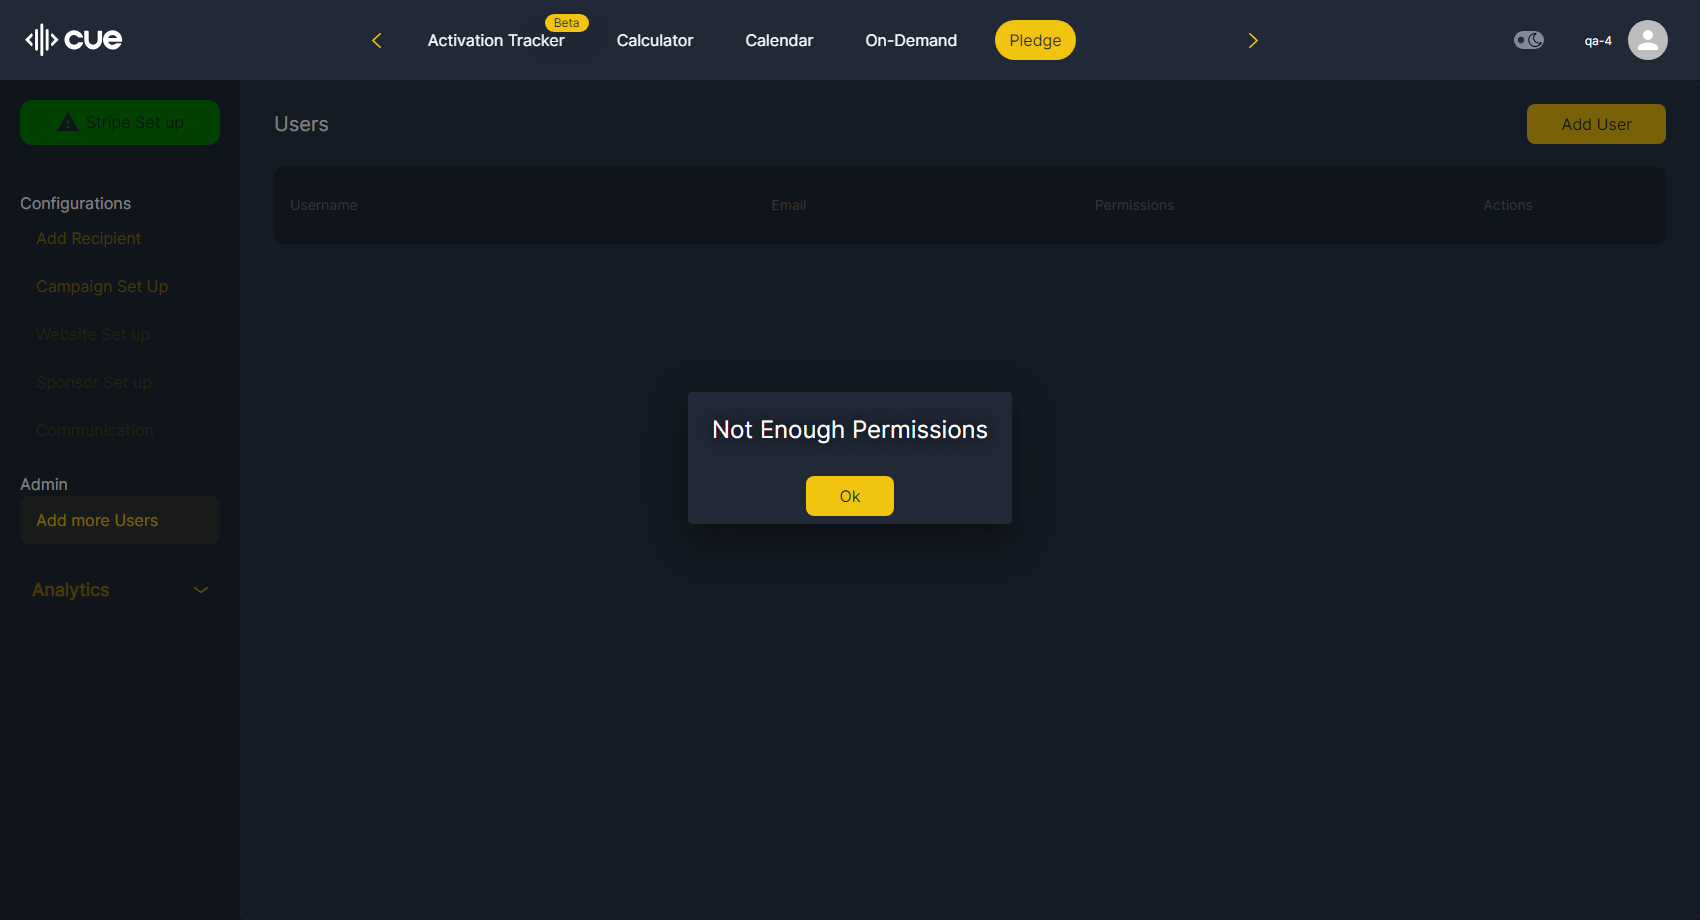 cue
Activation Tracker
Beta
Calculator
Calendar
On-Demand
Pledge
qa-4
Stripe Set up
Configurations
Add Recipient
Campaign Set Up
Website Set up
Sponsor Set up
Communication
Admin
Add more Users
Analytics
Users
Add User
Username
Email
Permissions
Actions
Not Enough Permissions
Ok